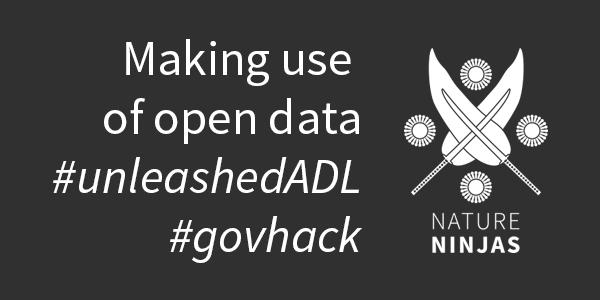 Making use
of open data
#unleashedADL
#govhack
NATURE
NINJAS